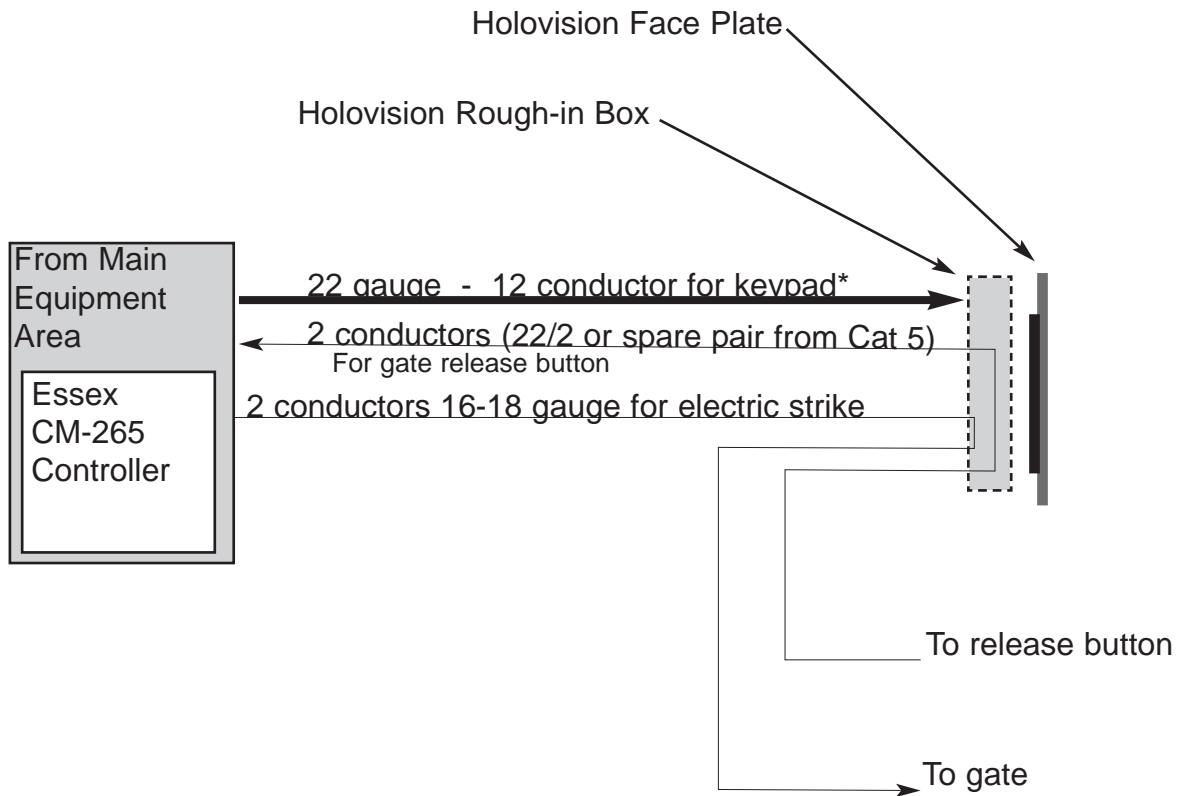 Holovision Face Plate
Holovision Rough-in Box
From Main
Equipment
Area
22 gauge - 12 conductor for keypad*
2 conductors (22/2 or spare pair from Cat 5)
For gate release button
2 conductors 16-18 gauge for electric strike
Essex
CM-265
Controller
To release button
To gate